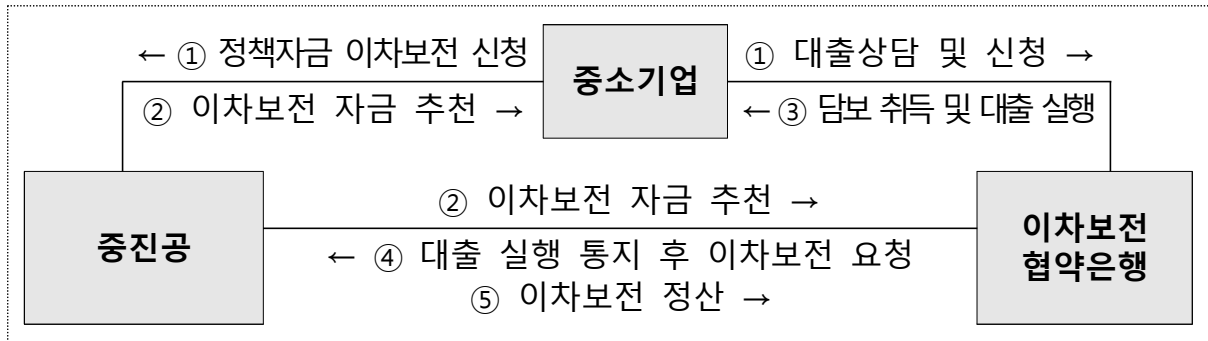 ← ① 정책자금 이차보전 신청
① 대출상담 및 신청 →
중소기업
② 이차보전 자금 추천 →
← ③ 담보 취득 및 대출 실행
② 이차보전 자금 추천 →
중진공
이차보전
협약은행
← ④ 대출 실행 통지 후 이차보전 요청
⑤ 이차보전 정산 →